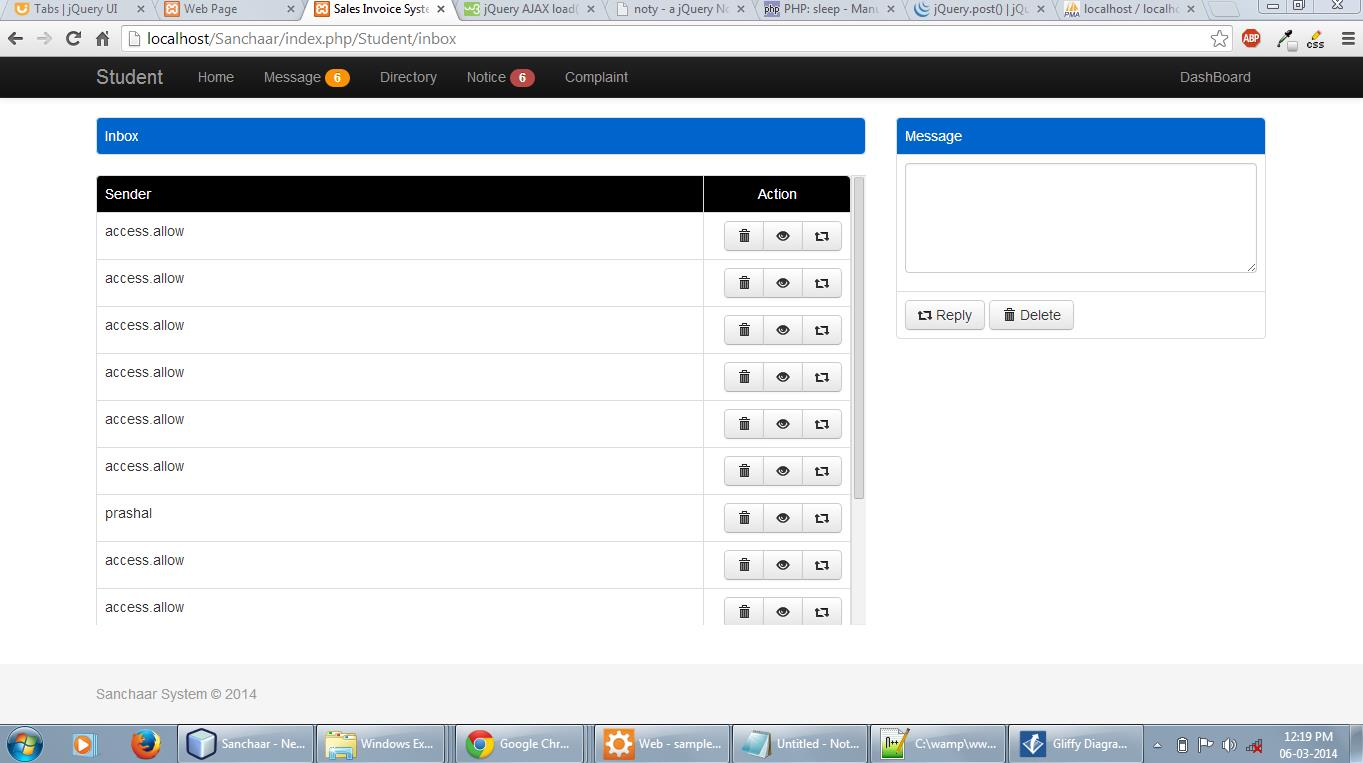 Tabs | jQuery UI
Web Page
Sales Invoice Syste
jQuery AJAX load(
noty - a jQuery No
PHP: sleep - Manu
jQuery.post() | jQ
localhost / localho
localhost/Sanchaar/index.php/Student/inbox
ABP
css
Student Home Message 6 Directory Notice 6 Complaint DashBoard
Inbox
Message
Sender Action
access.allow
access.allow
access.allow
access.allow
access.allow
access.allow
prashal
access.allow
access.allow
Reply Delete
Sanchaar System © 2014
Sanchaar - Ne...
Windows Ex...
Google Chr...
Web - sample...
Untitled - Not...
C:\wamp\ww...
Gliffy Diagra...
12:19 PM
06-03-2014